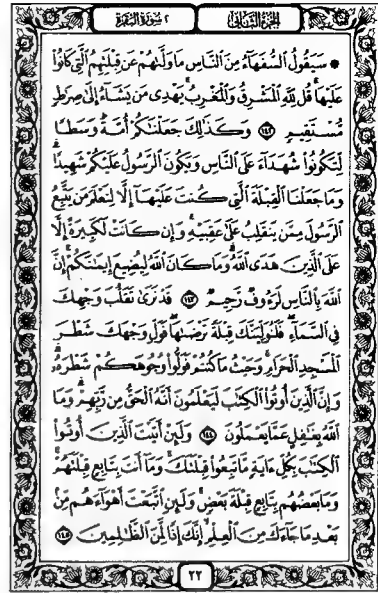 الجزء الثاني
٢ سورة البقرة
۞ سَيَقُولُ ٱلسُّفَهَآءُ مِنَ ٱلنَّاسِ مَا وَلَّىٰهُمْ عَن قِبْلَتِهِمُ ٱلَّتِى كَانُوا۟
عَلَيْهَا ۚ قُل لِّلَّهِ ٱلْمَشْرِقُ وَٱلْمَغْرِبُ ۚ يَهْدِى مَن يَشَآءُ إِلَىٰ صِرَٰطٍ
مُّسْتَقِيمٍ ١٤٢ وَكَذَٰلِكَ جَعَلْنَٰكُمْ أُمَّةً وَسَطًا
لِّتَكُونُوا۟ شُهَدَآءَ عَلَى ٱلنَّاسِ وَيَكُونَ ٱلرَّسُولُ عَلَيْكُمْ شَهِيدًا ۗ
وَمَا جَعَلْنَا ٱلْقِبْلَةَ ٱلَّتِى كُنتَ عَلَيْهَآ إِلَّا لِنَعْلَمَ مَن يَتَّبِعُ
ٱلرَّسُولَ مِمَّن يَنقَلِبُ عَلَىٰ عَقِبَيْهِ ۚ وَإِن كَانَتْ لَكَبِيرَةً إِلَّا
عَلَى ٱلَّذِينَ هَدَى ٱللَّهُ ۗ وَمَا كَانَ ٱللَّهُ لِيُضِيعَ إِيمَٰنَكُمْ ۚ إِنَّ
ٱللَّهَ بِٱلنَّاسِ لَرَءُوفٌ رَّحِيمٌ ١٤٣ قَدْ نَرَىٰ تَقَلُّبَ وَجْهِكَ
فِى ٱلسَّمَآءِ ۖ فَلَنُوَلِّيَنَّكَ قِبْلَةً تَرْضَىٰهَا ۚ فَوَلِّ وَجْهَكَ شَطْرَ
ٱلْمَسْجِدِ ٱلْحَرَامِ ۚ وَحَيْثُ مَا كُنتُمْ فَوَلُّوا۟ وُجُوهَكُمْ شَطْرَهُۥ ۗ
وَإِنَّ ٱلَّذِينَ أُوتُوا۟ ٱلْكِتَٰبَ لَيَعْلَمُونَ أَنَّهُ ٱلْحَقُّ مِن رَّبِّهِمْ ۗ وَمَا
ٱللَّهُ بِغَٰفِلٍ عَمَّا يَعْمَلُونَ ١٤٤ وَلَئِنْ أَتَيْتَ ٱلَّذِينَ أُوتُوا۟
ٱلْكِتَٰبَ بِكُلِّ ءَايَةٍ مَّا تَبِعُوا۟ قِبْلَتَكَ ۚ وَمَآ أَنتَ بِتَابِعٍ قِبْلَتَهُمْ ۚ
وَمَا بَعْضُهُم بِتَابِعٍ قِبْلَةَ بَعْضٍ ۚ وَلَئِنِ ٱتَّبَعْتَ أَهْوَآءَهُم مِّنۢ
بَعْدِ مَا جَآءَكَ مِنَ ٱلْعِلْمِ ۙ إِنَّكَ إِذًا لَّمِنَ ٱلظَّٰلِمِينَ ١٤٥
٢٢